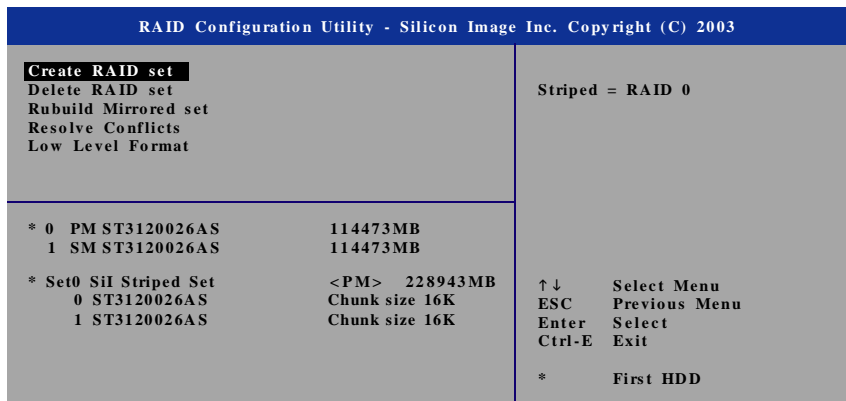 RAID Configuration Utility - Silicon Image Inc. Copyright (C) 2003
Create RAID set
Delete RAID set
Rubuild Mirrored set
Resolve Conflicts
Low Level Format
Striped = RAID 0
* 0 PM ST3120026AS 114473MB
1 SM ST3120026AS 114473MB
* Set0 SiI Striped Set <PM> 228943MB
0 ST3120026AS Chunk size 16K
1 ST3120026AS Chunk size 16K
↑↓ Select Menu
ESC Previous Menu
Enter Select
Ctrl-E Exit
* First HDD